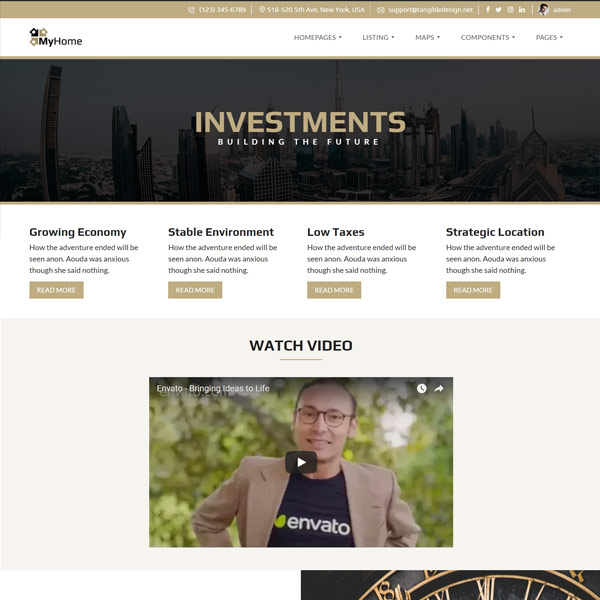 (123) 345-6789 518-520 5th Ave, New York, USA support@tangibledesign.net admin
MyHome HOMEPAGES LISTING MAPS COMPONENTS PAGES
INVESTMENTS
BUILDING THE FUTURE
Growing Economy
How the adventure ended will be
seen anon. Aouda was anxious
though she said nothing.
READ MORE
Stable Environment
How the adventure ended will be
seen anon. Aouda was anxious
though she said nothing.
READ MORE
Low Taxes
How the adventure ended will be
seen anon. Aouda was anxious
though she said nothing.
READ MORE
Strategic Location
How the adventure ended will be
seen anon. Aouda was anxious
though she said nothing.
READ MORE
WATCH VIDEO
Envato - Bringing Ideas to Life
envato.com
envato